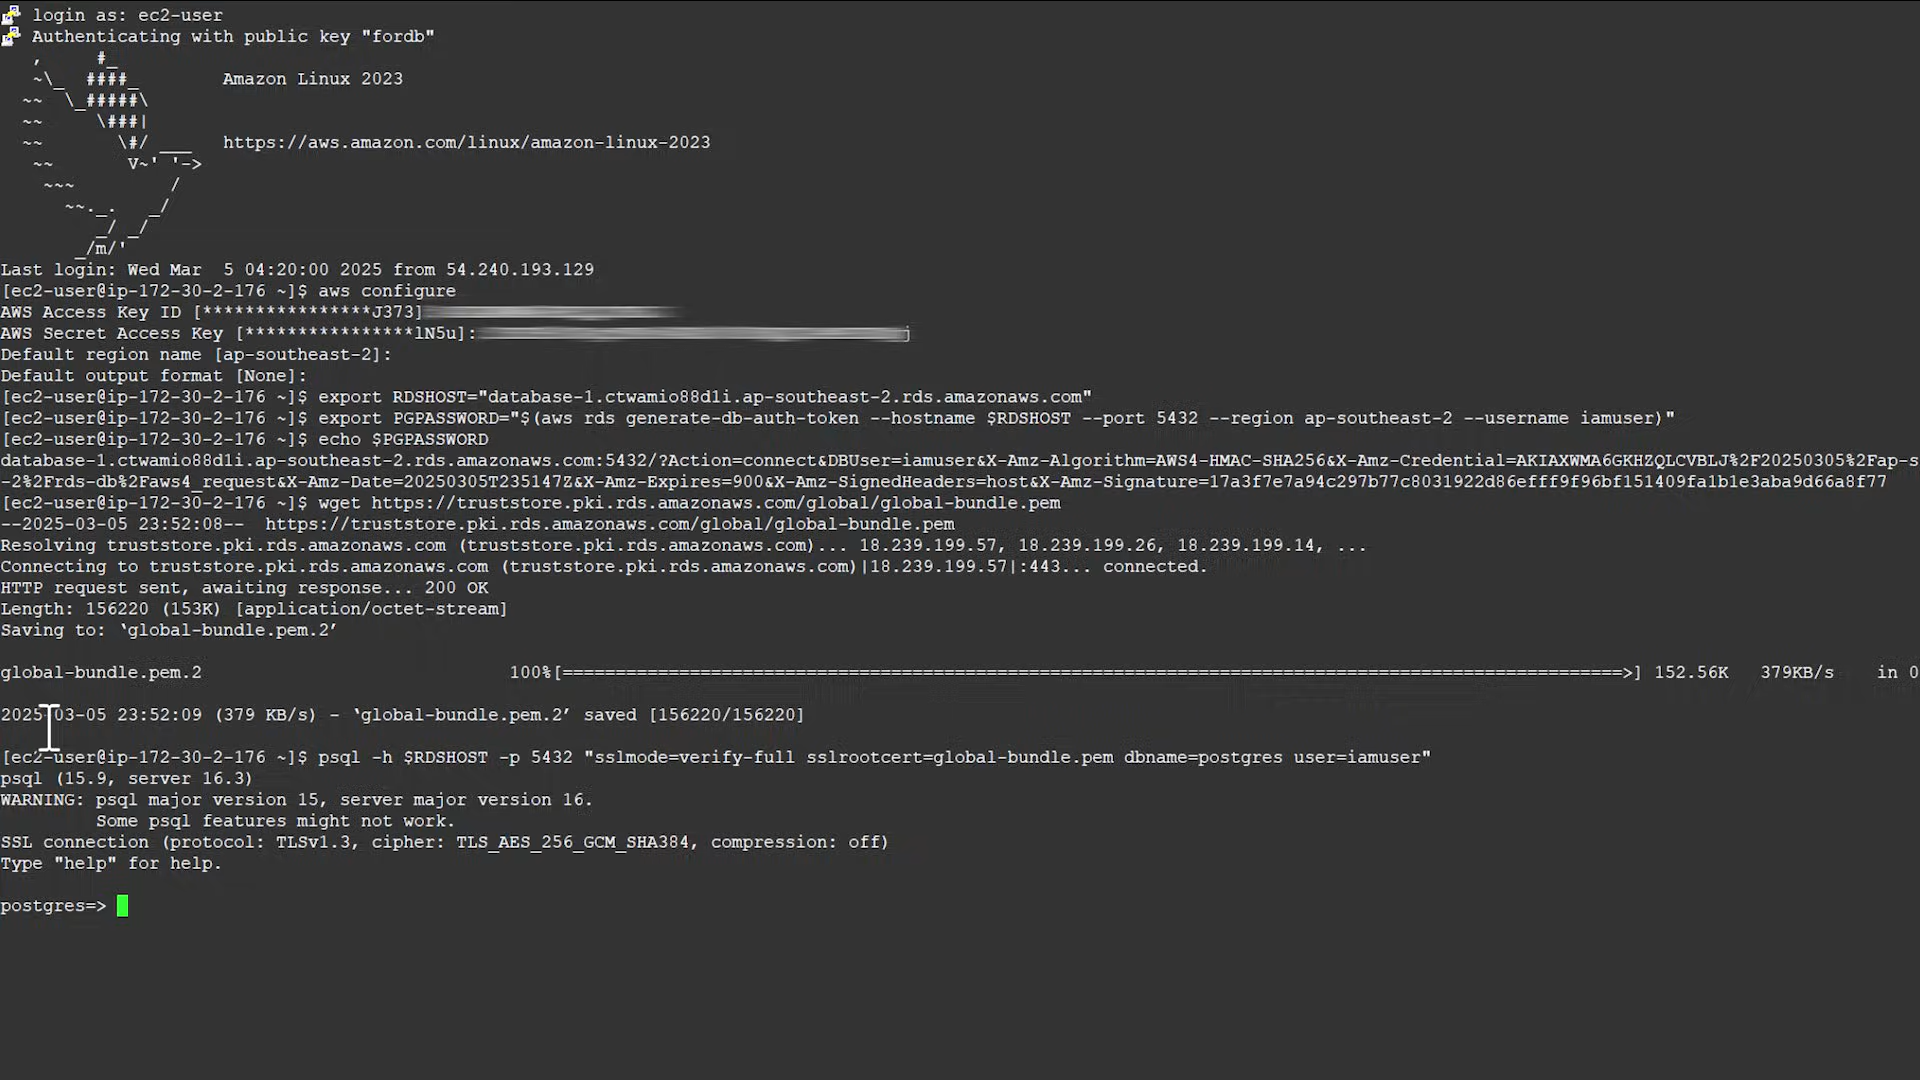 login as: ec2-user
Authenticating with public key "fordb"
   ,     #_
   ~\_  ####_        Amazon Linux 2023
  ~~  \_#####\
  ~~     \###|
  ~~       \#/ ___   https://aws.amazon.com/linux/amazon-linux-2023
   ~~       V~' '->
    ~~~         /
      ~~._.   _/
         _/ _/
       _/m/'
Last login: Wed Mar  5 04:20:00 2025 from 54.240.193.129
[ec2-user@ip-172-30-2-176 ~]$ aws configure
AWS Access Key ID [****************J373]
AWS Secret Access Key [****************lN5u]:
Default region name [ap-southeast-2]:
Default output format [None]:
[ec2-user@ip-172-30-2-176 ~]$ export RDSHOST="database-1.ctwamio88d1i.ap-southeast-2.rds.amazonaws.com"
[ec2-user@ip-172-30-2-176 ~]$ export PGPASSWORD="$(aws rds generate-db-auth-token --hostname $RDSHOST --port 5432 --region ap-southeast-2 --username iamuser)"
[ec2-user@ip-172-30-2-176 ~]$ echo $PGPASSWORD
database-1.ctwamio88d1i.ap-southeast-2.rds.amazonaws.com:5432/?Action=connect&DBUser=iamuser&X-Amz-Algorithm=AWS4-HMAC-SHA256&X-Amz-Credential=AKIAXWMA6GKHZQLCVBLJ%2F20250305%2Fap-s
-2%2Frds-db%2Faws4_request&X-Amz-Date=20250305T235147Z&X-Amz-Expires=900&X-Amz-SignedHeaders=host&X-Amz-Signature=17a3f7e7a94c297b77c8031922d86efff9f96bf151409fa1b1e3aba9d66a8f77
[ec2-user@ip-172-30-2-176 ~]$ wget https://truststore.pki.rds.amazonaws.com/global/global-bundle.pem
--2025-03-05 23:52:08--  https://truststore.pki.rds.amazonaws.com/global/global-bundle.pem
Resolving truststore.pki.rds.amazonaws.com (truststore.pki.rds.amazonaws.com)... 18.239.199.57, 18.239.199.26, 18.239.199.14, ...
Connecting to truststore.pki.rds.amazonaws.com (truststore.pki.rds.amazonaws.com)|18.239.199.57|:443... connected.
HTTP request sent, awaiting response... 200 OK
Length: 156220 (153K) [application/octet-stream]
Saving to: ‘global-bundle.pem.2’
global-bundle.pem.2                             100%[====================================================================================================>] 152.56K   379KB/s    in 0
2025-03-05 23:52:09 (379 KB/s) - ‘global-bundle.pem.2’ saved [156220/156220]
[ec2-user@ip-172-30-2-176 ~]$ psql -h $RDSHOST -p 5432 "sslmode=verify-full sslrootcert=global-bundle.pem dbname=postgres user=iamuser"
psql (15.9, server 16.3)
WARNING: psql major version 15, server major version 16.
         Some psql features might not work.
SSL connection (protocol: TLSv1.3, cipher: TLS_AES_256_GCM_SHA384, compression: off)
Type "help" for help.
postgres=>